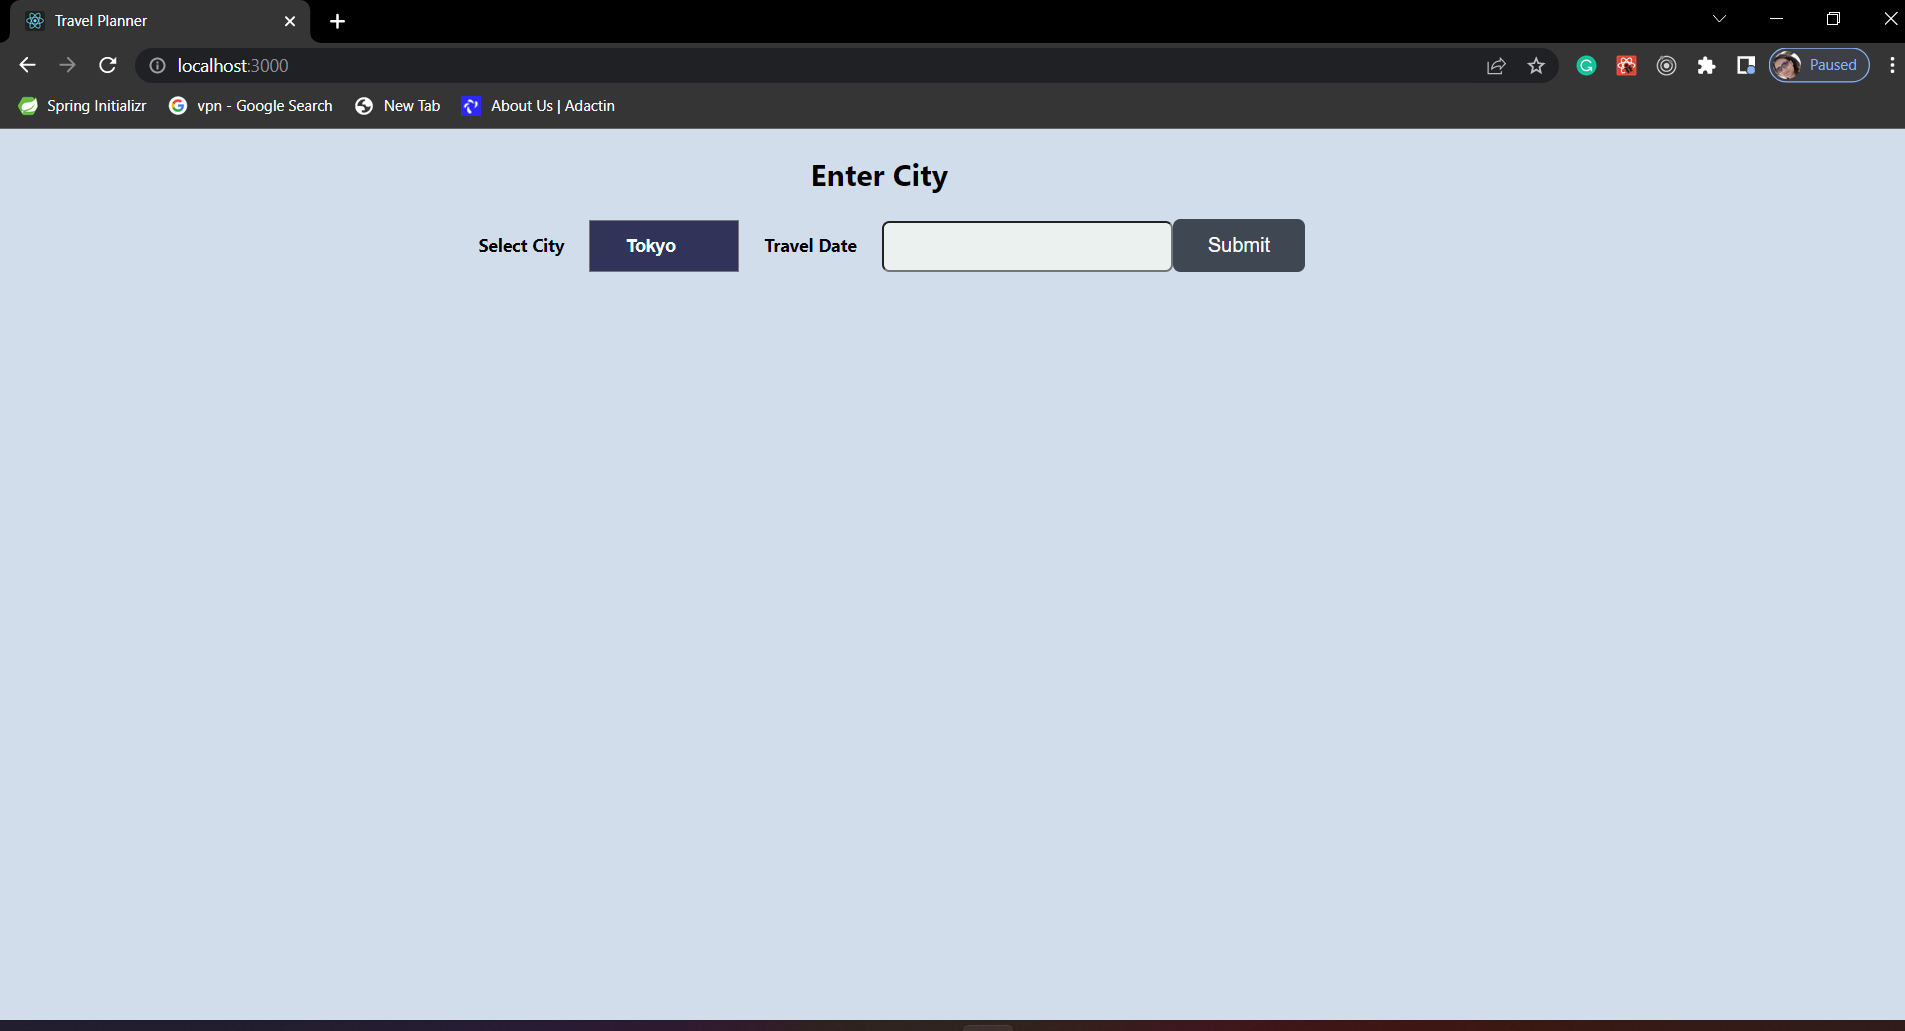 Travel Planner
localhost:3000
Paused
Spring Initializr vpn - Google Search New Tab About Us | Adactin
Enter City
Select City Tokyo Travel Date Submit